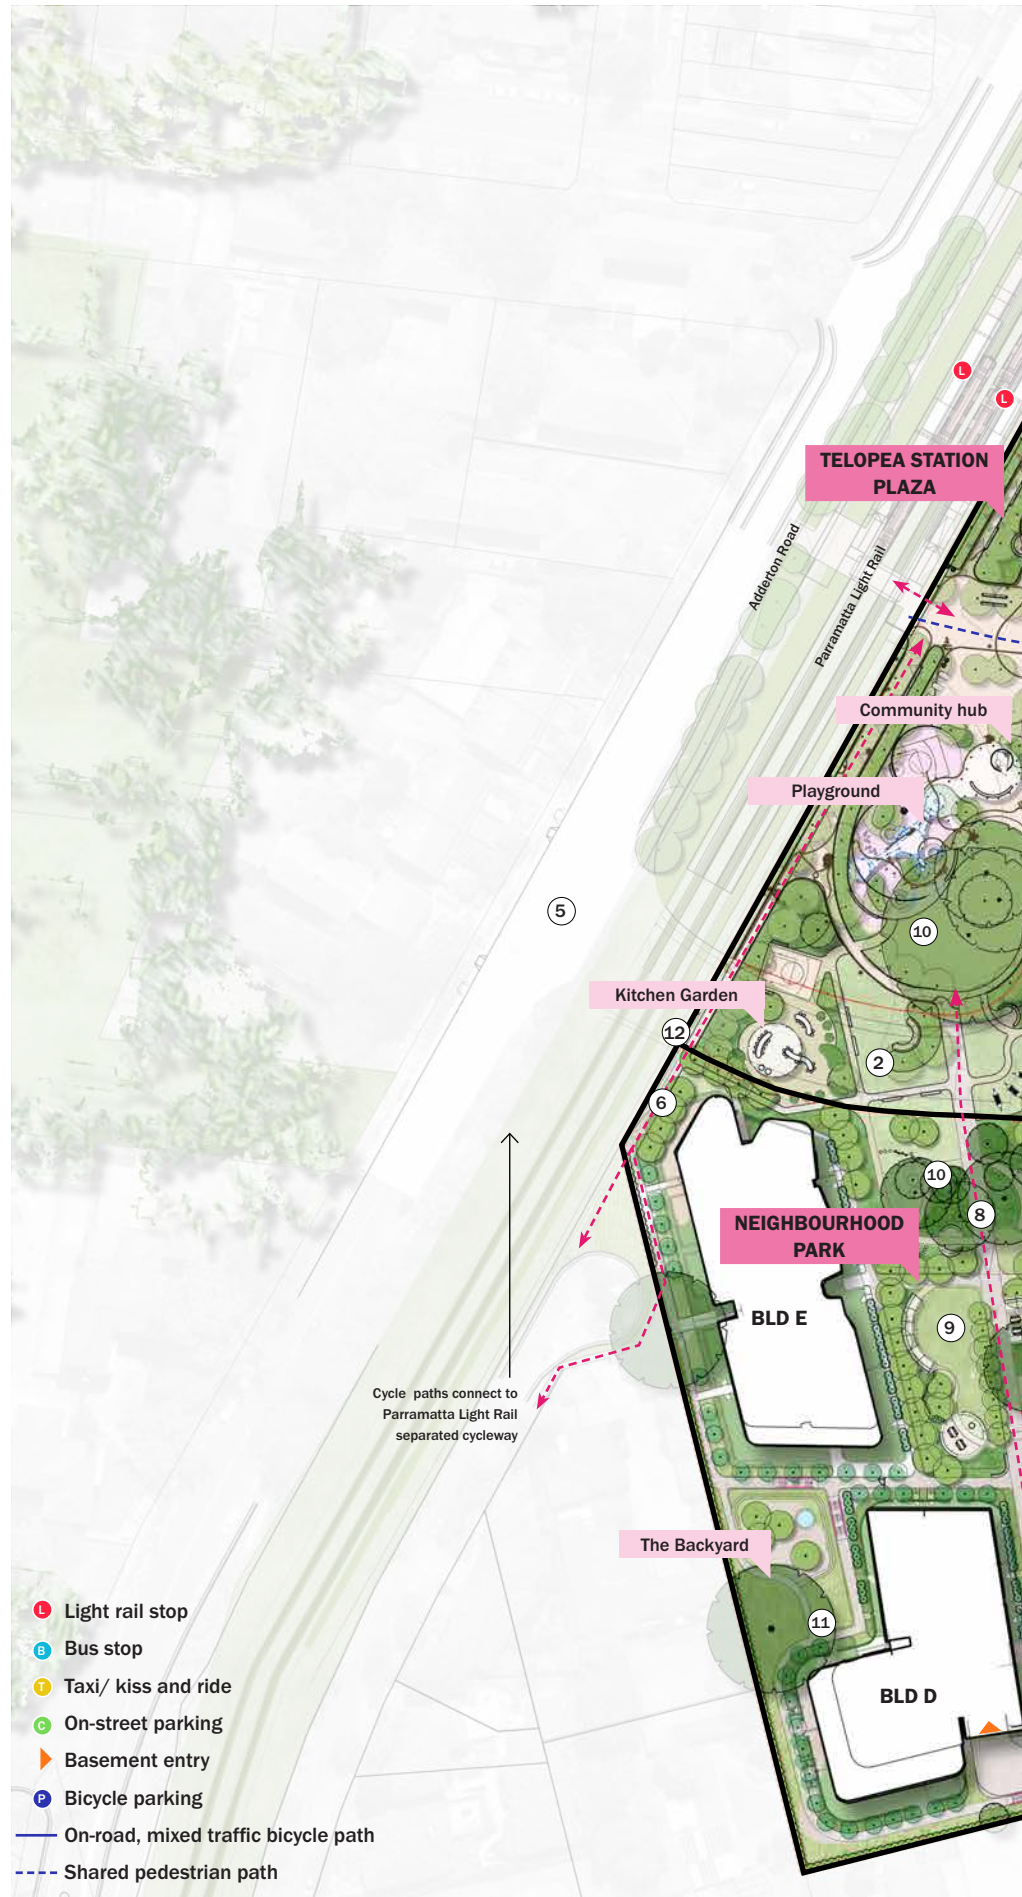 L
L
TELOPEA STATION
PLAZA
Adderton Road
Parramatta Light Rail
Community hub
Playground
5
10
Kitchen Garden
12
2
6
10
8
NEIGHBOURHOOD
PARK
BLD E
9
Cycle paths connect to
Parramatta Light Rail
separated cycleway
The Backyard
11
BLD D
L Light rail stop
B Bus stop
T Taxi/ kiss and ride
C On-street parking
Basement entry
P Bicycle parking
On-road, mixed traffic bicycle path
Shared pedestrian path